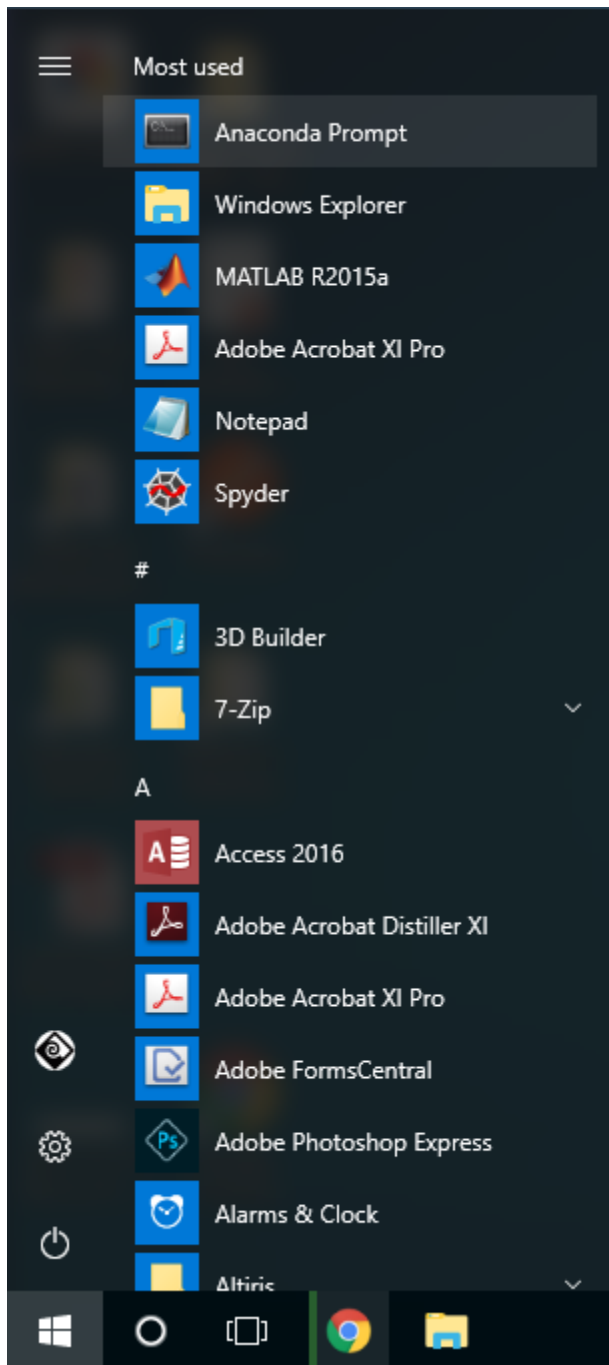 Most used
Anaconda Prompt
Windows Explorer
MATLAB R2015a
Adobe Acrobat XI Pro
Notepad
Spyder
#
3D Builder
7-Zip
A
Access 2016
Adobe Acrobat Distiller XI
Adobe Acrobat XI Pro
Adobe FormsCentral
Adobe Photoshop Express
Alarms & Clock
Altiris